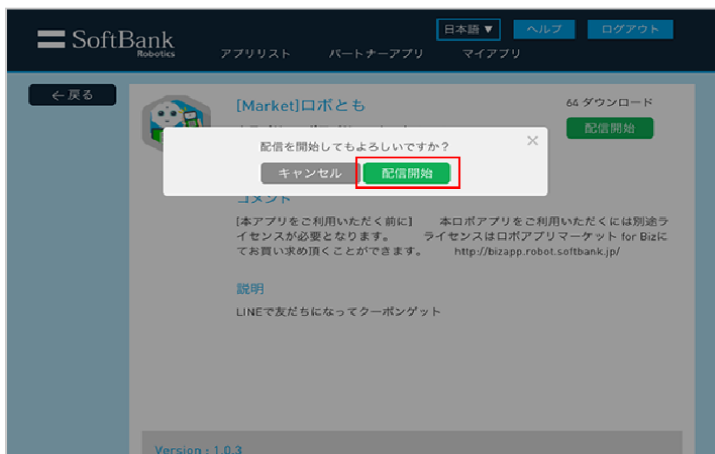 SoftBank
Robotics
アプリリスト
パートナーアプリ
マイアプリ
日本語 ▼
ヘルプ
ログアウト
←戻る
[Market]ロボとも
64 ダウンロード
配信開始
配信を開始してもよろしいですか?
×
キャンセル
配信開始
コメント
[本アプリをご利用いただく前に] 本ロボアプリをご利用いただくには別途ラ
イセンスが必要となります。 ライセンスはロボアプリマーケット for Bizに
てお買い求め頂くことができます。 http://bizapp.robot.softbank.jp/
説明
LINEで友だちになってクーポンゲット
Version : 1.0.3